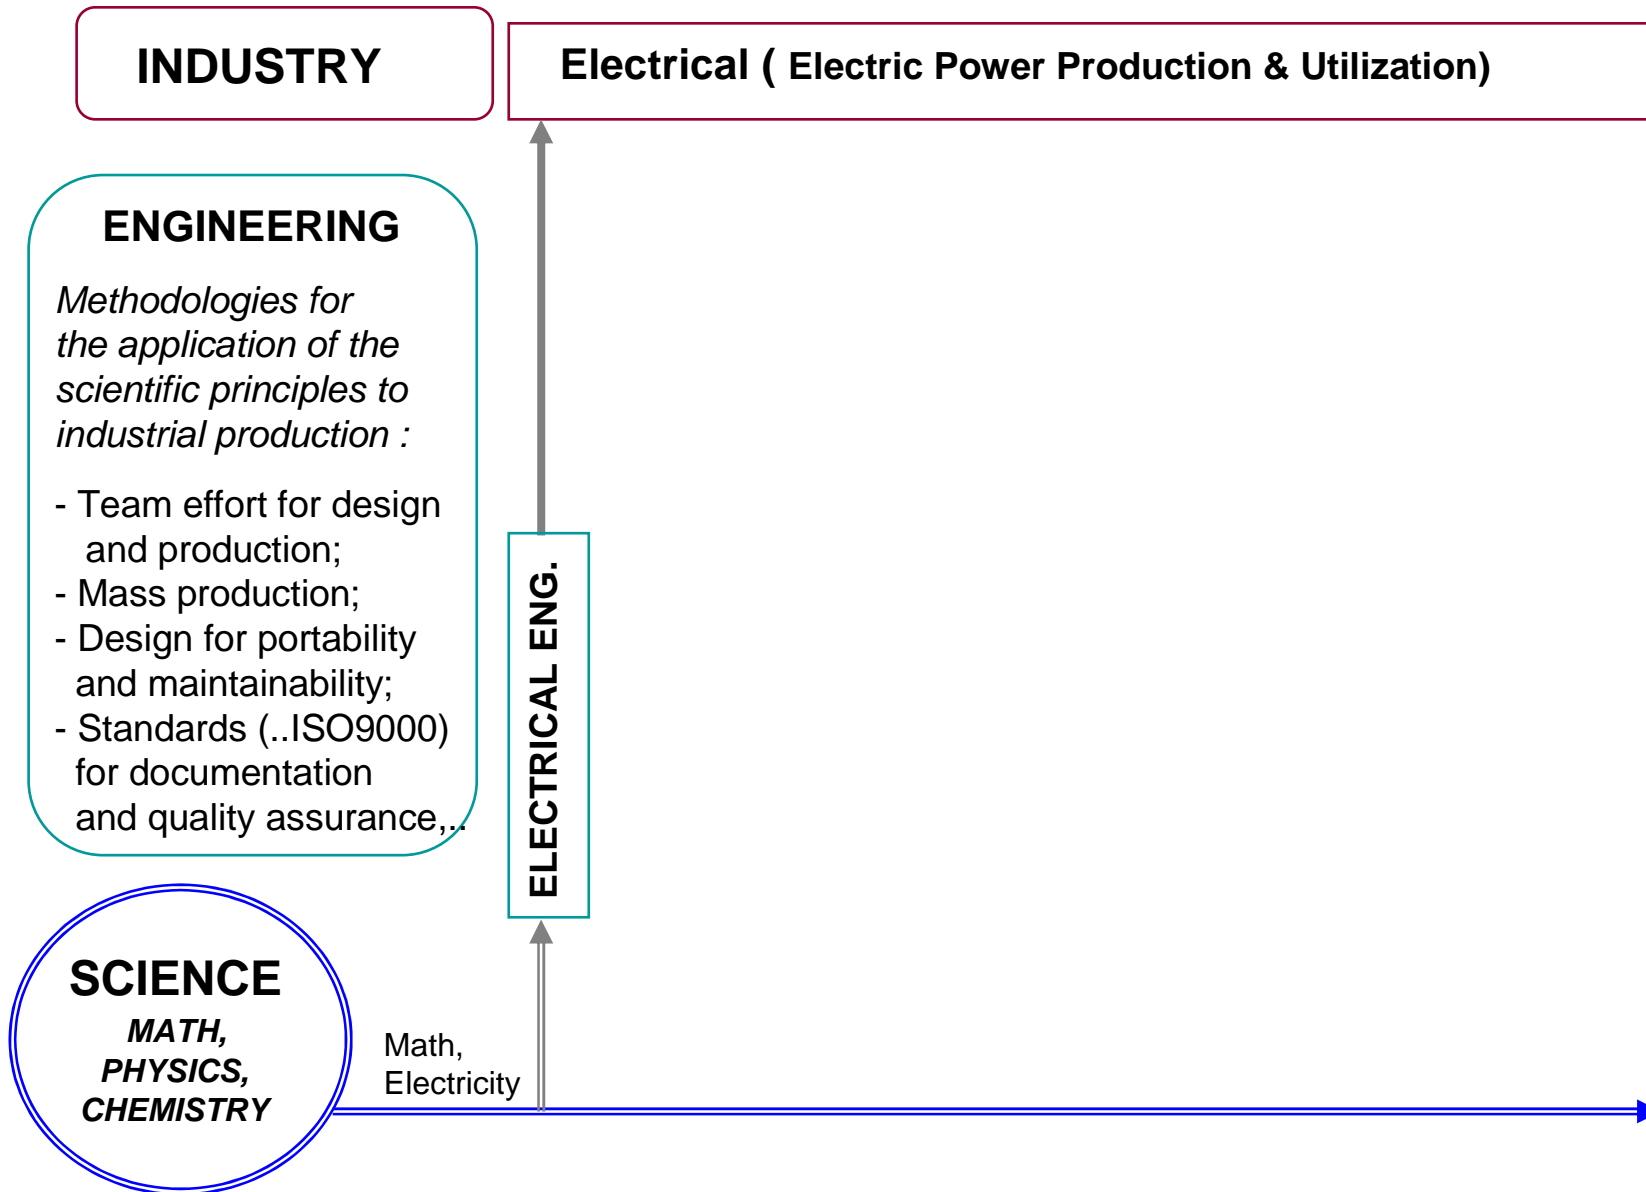 INDUSTRY
Electrical ( Electric Power Production & Utilization)
ENGINEERING
Methodologies for
the application of the
scientific principles to
industrial production :
- Team effort for design
and production;
- Mass production;
- Design for portability
and maintainability;
- Standards (..ISO9000)
for documentation
and quality assurance,..
ELECTRICAL ENG.
SCIENCE
MATH,
PHYSICS,
CHEMISTRY
Math,
Electricity